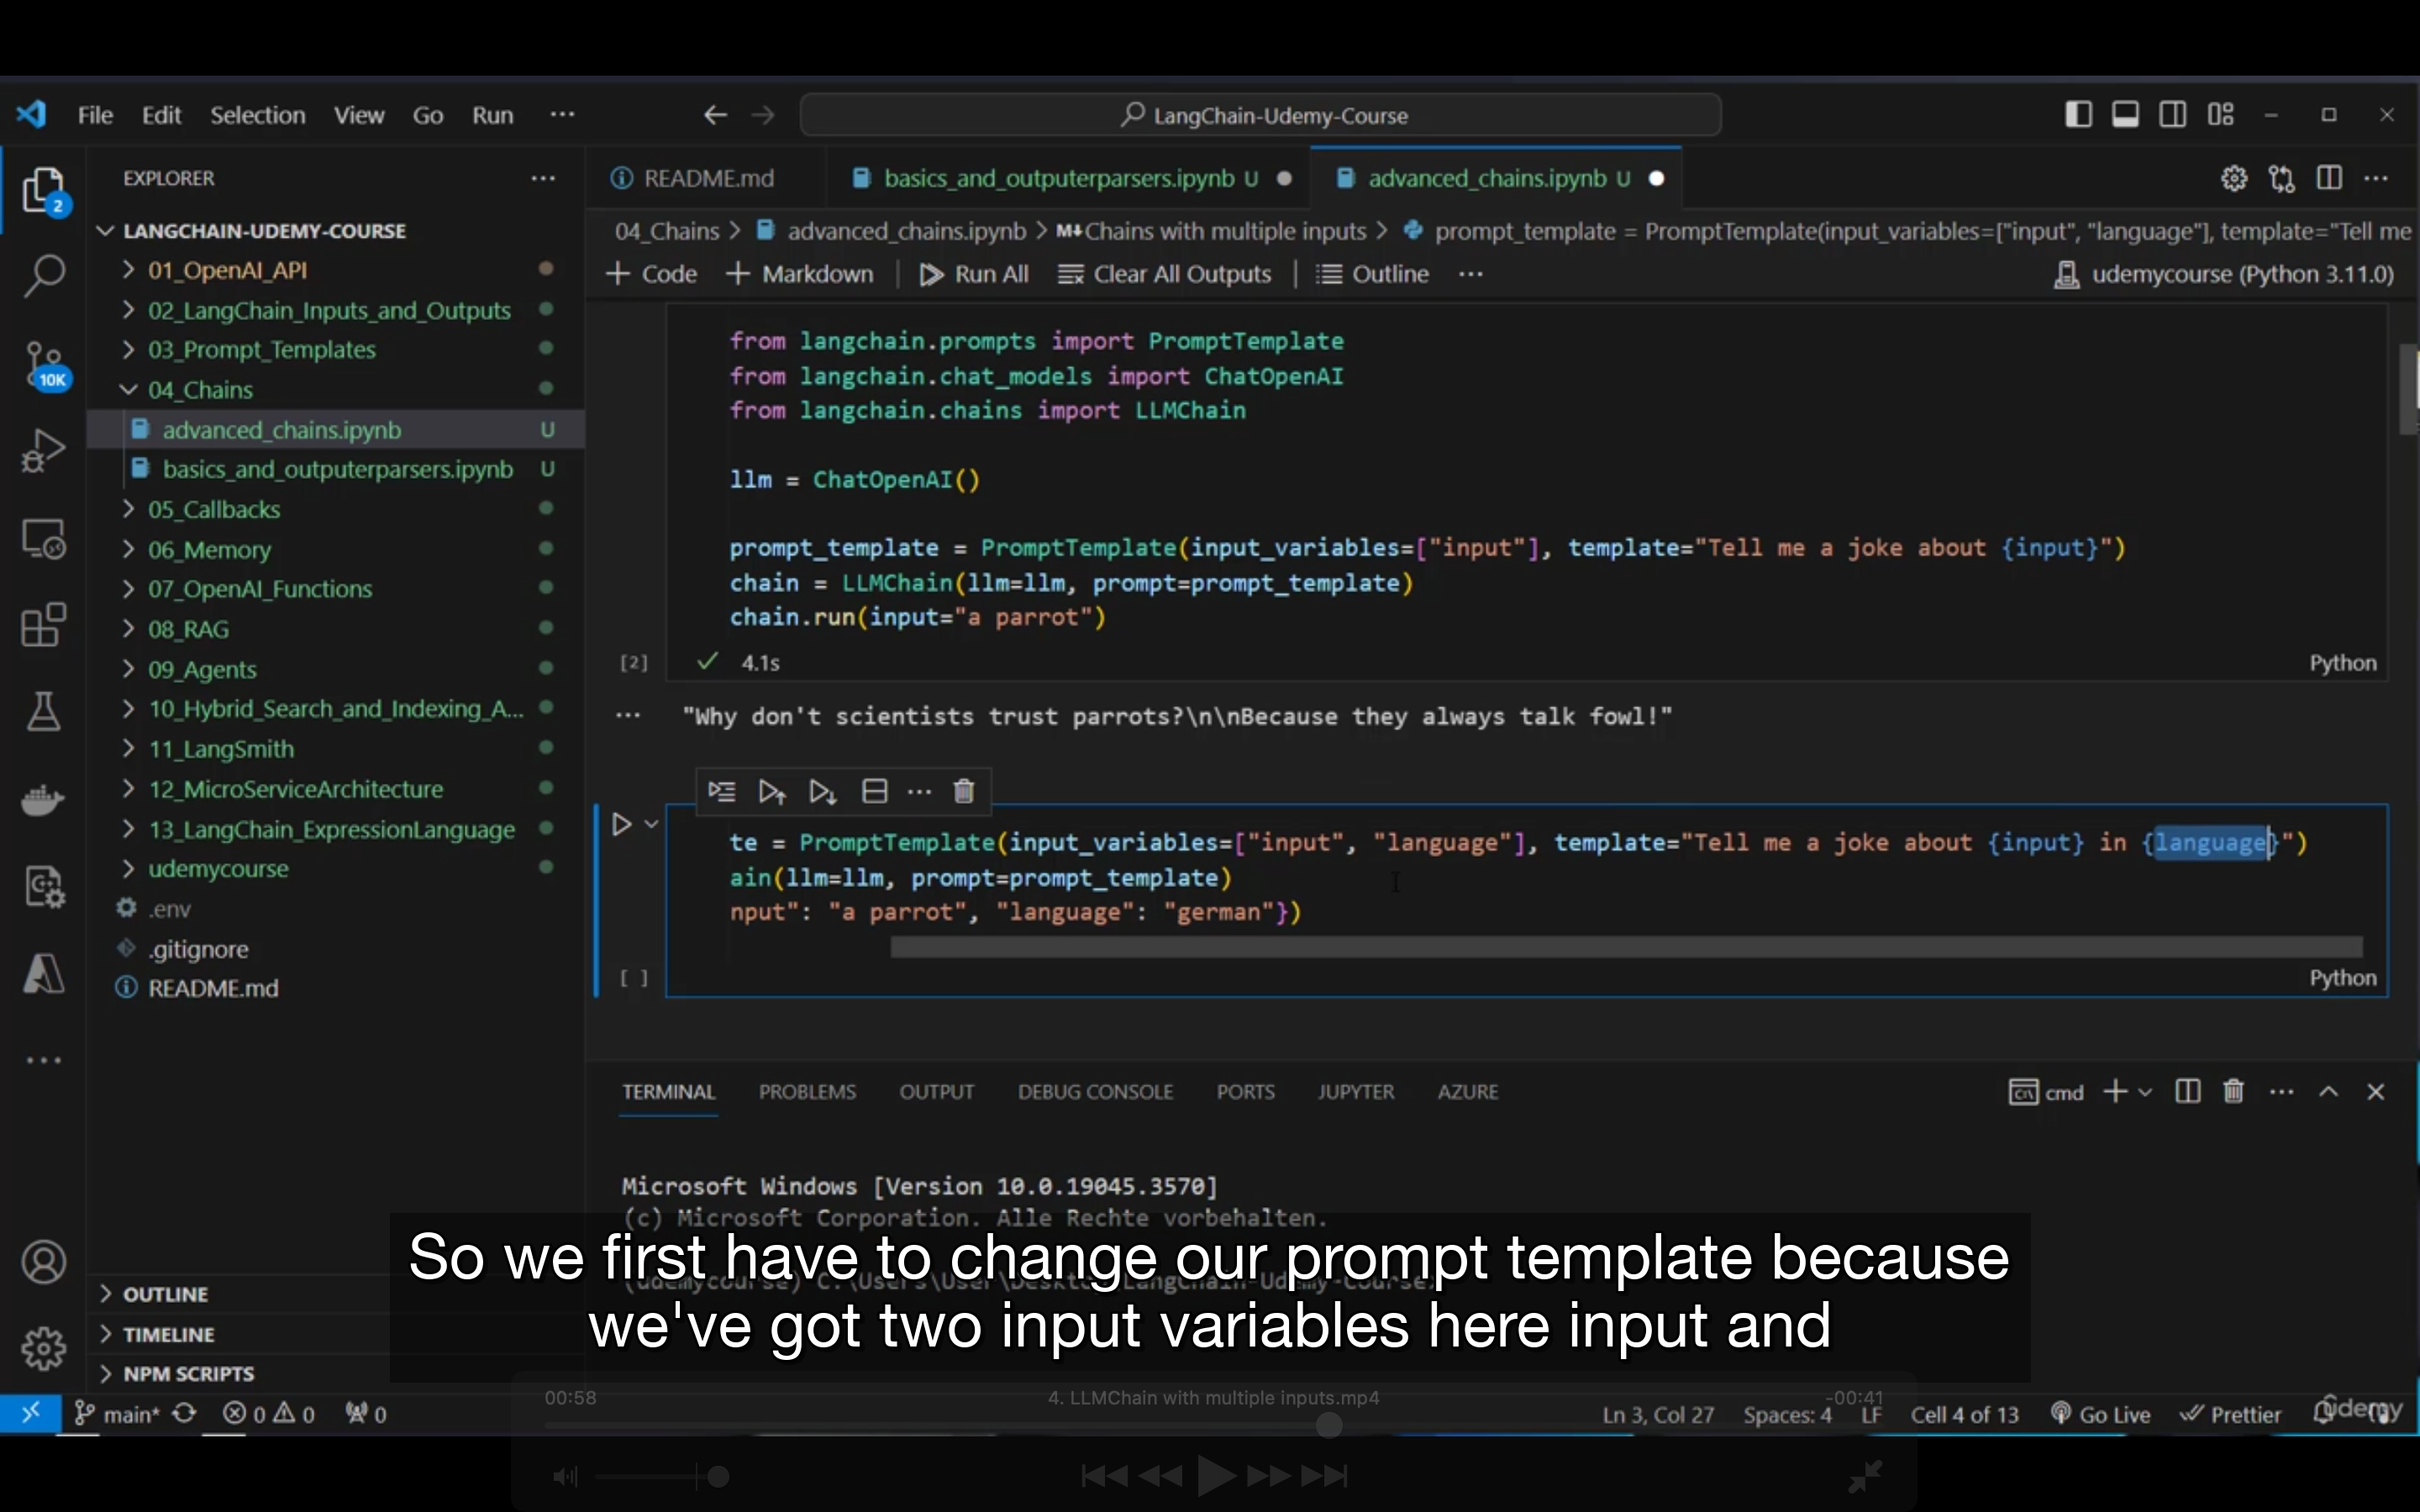 File Edit Selection View Go Run ...
LangChain-Udemy-Course
EXPLORER ...
2
10K
LANGCHAIN-UDEMY-COURSE
01_OpenAI_API
02_LangChain_Inputs_and_Outputs
03_Prompt_Templates
04_Chains
advanced_chains.ipynb U
basics_and_outputerparsers.ipynb U
05_Callbacks
06_Memory
07_OpenAI_Functions
08_RAG
09_Agents
10_Hybrid_Search_and_Indexing_A...
11_LangSmith
12_MicroServiceArchitecture
13_LangChain_ExpressionLanguage
udemycourse
.env
.gitignore
README.md
OUTLINE
TIMELINE
NPM SCRIPTS
README.md basics_and_outputerparsers.ipynb U advanced_chains.ipynb U
04_Chains > advanced_chains.ipynb > M↓Chains with multiple inputs > prompt_template = PromptTemplate(input_variables=["input", "language"], template="Tell me
+ Code + Markdown | Run All Clear All Outputs | Outline ... udemycourse (Python 3.11.0)
from langchain.prompts import PromptTemplate
from langchain.chat_models import ChatOpenAI
from langchain.chains import LLMChain
llm = ChatOpenAI()
prompt_template = PromptTemplate(input_variables=["input"], template="Tell me a joke about {input}")
chain = LLMChain(llm=llm, prompt=prompt_template)
chain.run(input="a parrot")
[2] ✓ 4.1s Python
... "Why don't scientists trust parrots?\n\nBecause they always talk fowl!"
te = PromptTemplate(input_variables=["input", "language"], template="Tell me a joke about {input} in {language}")
ain(llm=llm, prompt=prompt_template)
nput": "a parrot", "language": "german"})
[ ] Python
TERMINAL PROBLEMS OUTPUT DEBUG CONSOLE PORTS JUPYTER AZURE cmd
Microsoft Windows [Version 10.0.19045.3570]
(c) Microsoft Corporation. Alle Rechte vorbehalten.
(udemycourse) C:\Users\User\Desktop\LangChain-Udemy-Course>
So we first have to change our prompt template because
we've got two input variables here input and
00:58 4. LLMChain with multiple inputs.mp4 -00:41
main* 0 0 0 Ln 3, Col 27 Spaces: 4 LF Cell 4 of 13 Go Live Prettier
udemy